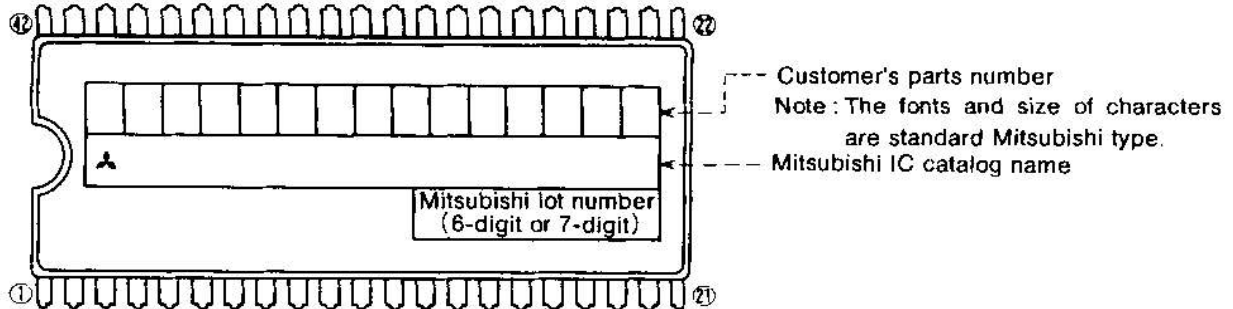 ㊷
㉒
Customer's parts number
Note : The fonts and size of characters
are standard Mitsubishi type.
Mitsubishi IC catalog name
Mitsubishi lot number
(6-digit or 7-digit)
①
㉑